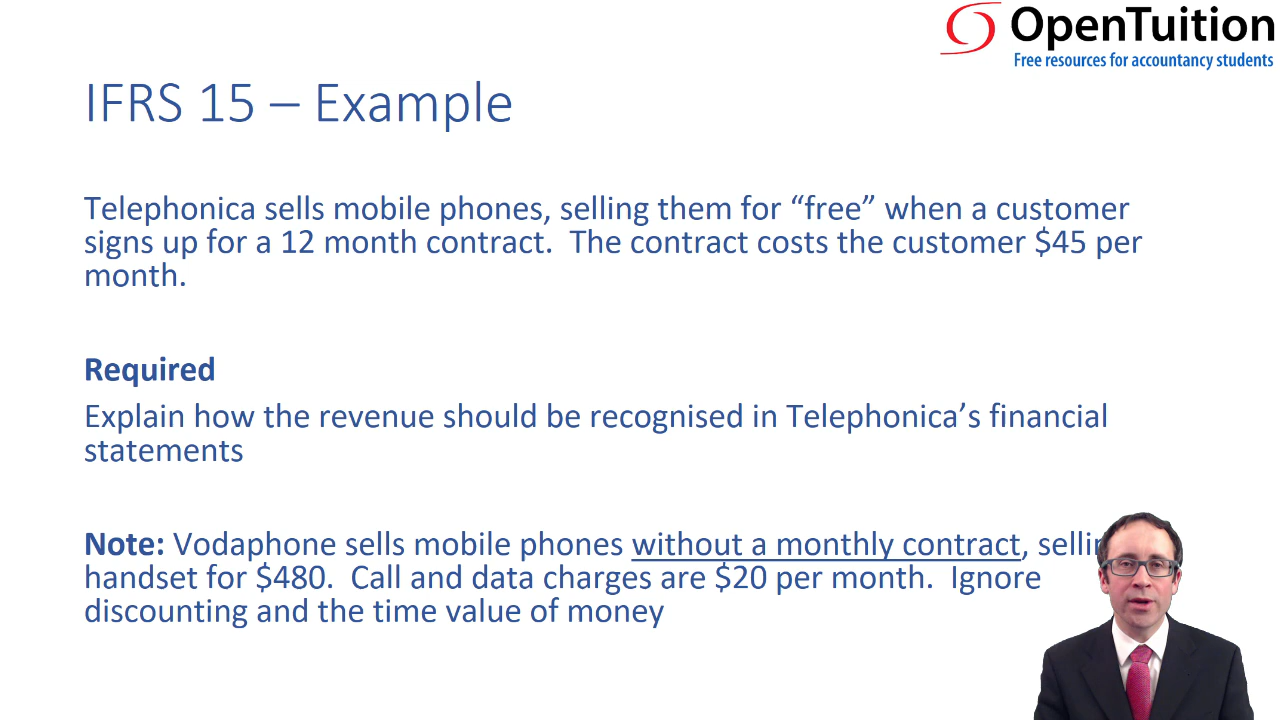 OpenTuition
Free resources for accountancy students
IFRS 15 – Example
Telephonica sells mobile phones, selling them for “free” when a customer
signs up for a 12 month contract.  The contract costs the customer $45 per
month.
Required
Explain how the revenue should be recognised in Telephonica’s financial
statements
Note: Vodaphone sells mobile phones without a monthly contract,
handset for $480.  Call and data charges are $20 per month.  Ignore
discounting and the time value of money